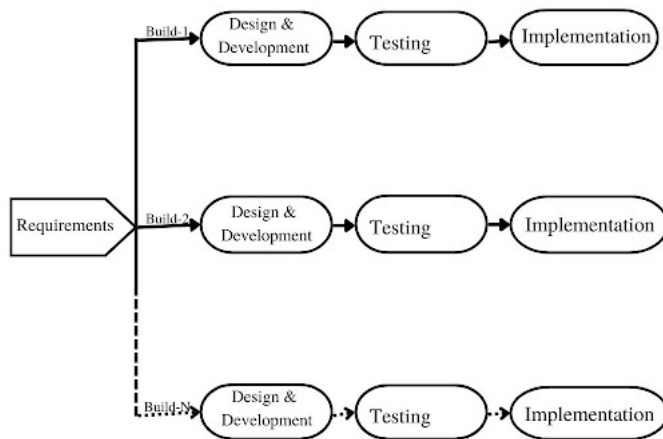 Build-1
Design &
Development
Testing
Implementation
Requirements
Build-2
Design &
Development
Testing
Implementation
Build-N
Design &
Development
Testing
Implementation